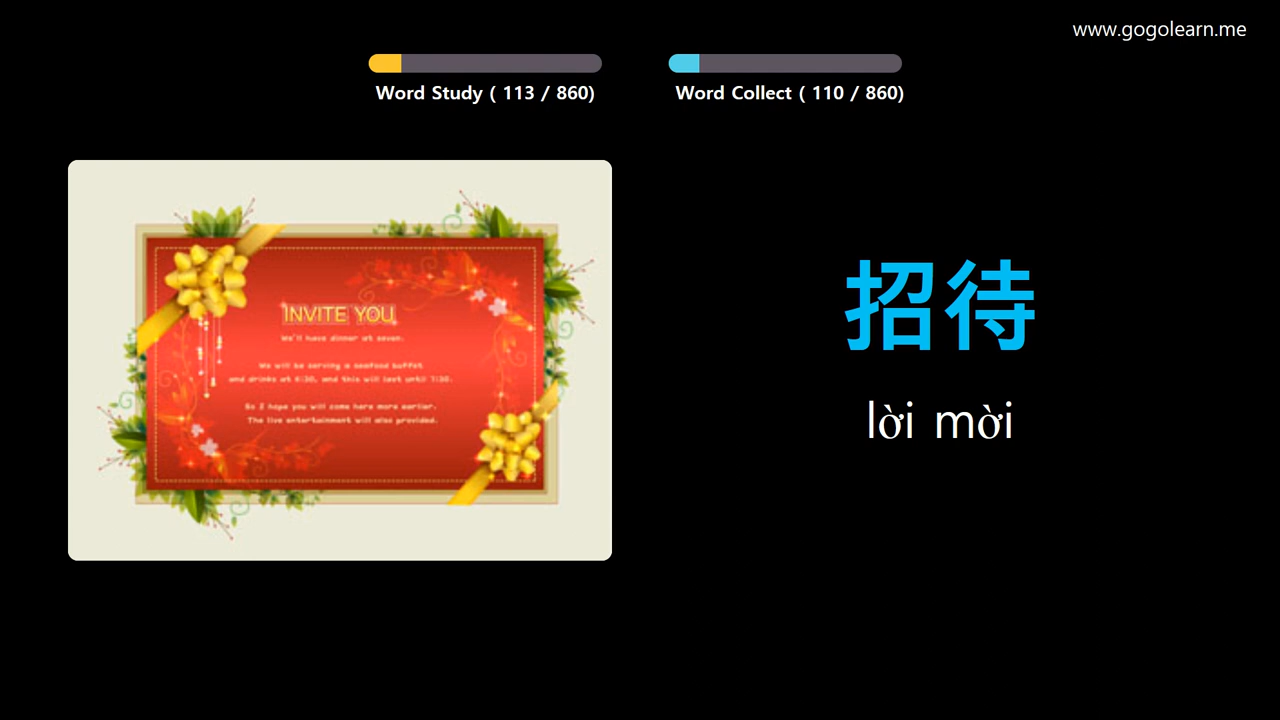 www.gogolearn.me
Word Study ( 113 / 860)
Word Collect ( 110 / 860)
INVITE YOU
We'll have dinner at seven.
We will be serving a seafood buffet
and drinks at 6:30, and this will last until 7:30.
So I hope you will come here more earlier.
The live entertainment will also provided.
招待
lời mời